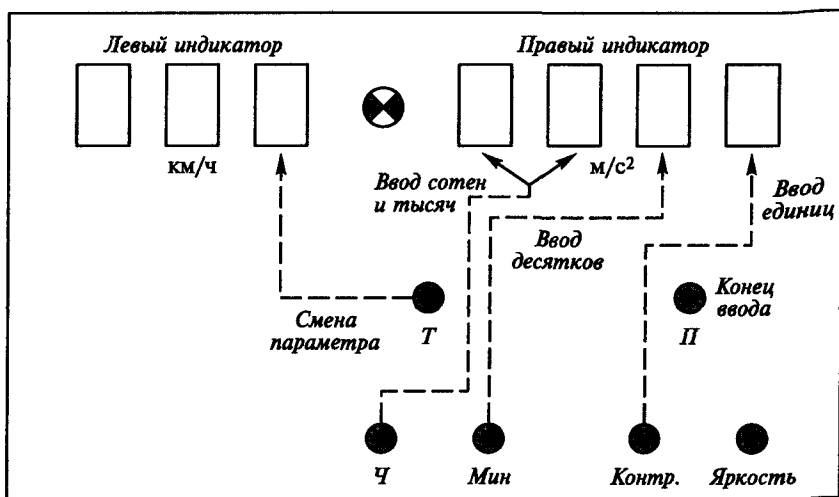 Левый индикатор
Правый индикатор
км/ч
м/с²
Ввод сотен
и тысяч
Ввод
десятков
Ввод
единиц
Смена
параметра
Т
Конец
ввода
П
Ч
Мин
Контр.
Яркость